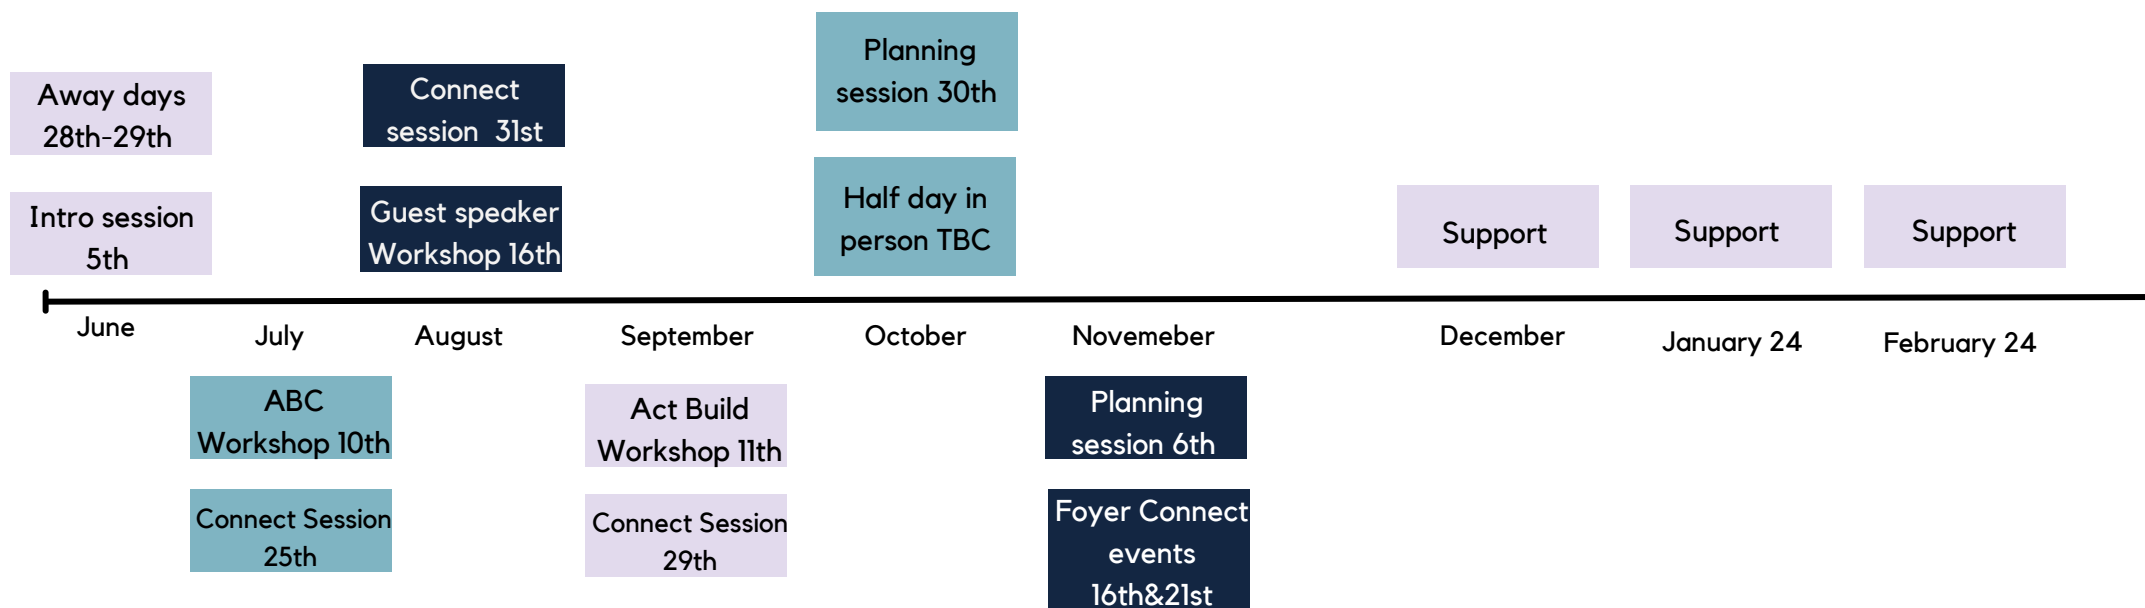 Away days
28th-29th
Intro session
5th
Connect
session 31st
Guest speaker
Workshop 16th
Planning
session 30th
Half day in
person TBC
Support
Support
Support
June
July
August
September
October
Novemeber
December
January 24
February 24
ABC
Workshop 10th
Connect Session
25th
Act Build
Workshop 11th
Connect Session
29th
Planning
session 6th
Foyer Connect
events
16th&21st